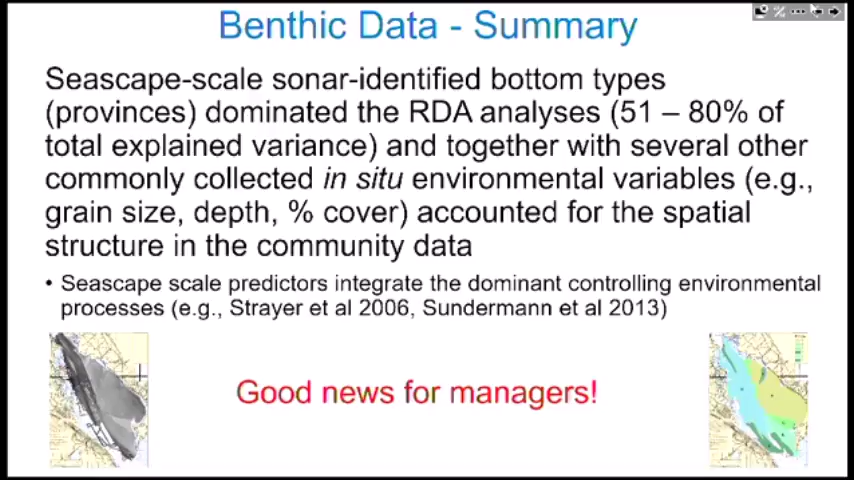 Benthic Data - Summary
Seascape-scale sonar-identified bottom types
(provinces) dominated the RDA analyses (51 – 80% of
total explained variance) and together with several other
commonly collected in situ environmental variables (e.g.,
grain size, depth, % cover) accounted for the spatial
structure in the community data
• Seascape scale predictors integrate the dominant controlling environmental
processes (e.g., Strayer et al 2006, Sundermann et al 2013)
Good news for managers!